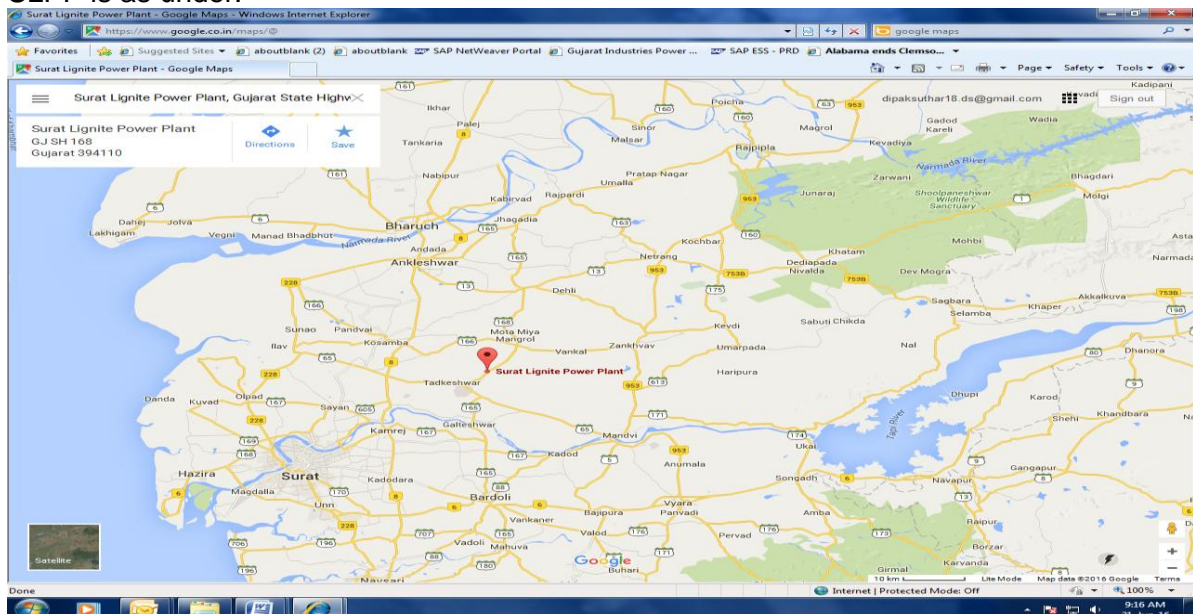 Surat Lignite Power Plant - Google Maps - Windows Internet Explorer
https://www.google.co.in/maps/@
google maps
Favorites Suggested Sites aboutblank (2) aboutblank SAP NetWeaver Portal Gujarat Industries Power ... SAP ESS - PRD Alabama ends Clemso...
Surat Lignite Power Plant - Google Maps
Page Safety Tools
Surat Lignite Power Plant, Gujarat State Highw
dipaksuthar18.ds@gmail.com
Sign out
Surat Lignite Power Plant
GJ SH 168
Gujarat 394110
Directions
Save
Kadipani
Ikhar
Poicha
Palej
Sinor
Malsar
Magrol
Gadod
Kareli
Wadia
Tankaria
Rajpipla
Kevadiya
Narmada River
Nabipur
Pratap Nagar
Umalla
Zarwani
Bhagdari
Kabirvad
Rajpardi
Junaraj
Shoolpaneshwar
Wildlife
Sanctuary
Molgi
Dahej
Jolva
Jhagadia
Lakhigam
Vegni
Manad Bhadbhut
Bharuch
Narmada River
Andada
Kochbar
Mohbi
Asta
Ankleshwar
Netrang
Khatam
Narmada
Dediapada
Nivalda
Dev Mogra
Dehli
Sagbara
Selamba
Khaper
Akkalkuva
Sunao
Pandvai
Mota Miya
Mangrol
Kevdi
Sabuti Chikda
Ilav
Kosamba
Vankal
Zankhvav
Umarpada
Nal
Dhanora
Surat Lignite Power Plant
Haripura
Tadkeshwar
Danda
Kuvad
Olpad
Sayan
Dhupi
Karod
Shehi
Khandbara
Kamrej
Galteshwar
Mandvi
Tapi River
Ukai
Kadod
Anumala
Hazira
Surat
Kadodara
Songadh
Navapur
Gangapur
Magdalla
Unn
Bardoli
Vyara
Bajipura
Panvadi
Amba
Vankaner
Raipur
Valod
Pervad
Vadoli
Mahuva
Borzar
Satellite
Google
Buhari
Girmal
Karvanda
Navsari
10 km Lite Mode Map data ©2016 Google Terms
Done
Internet | Protected Mode: Off
100%
9:16 AM